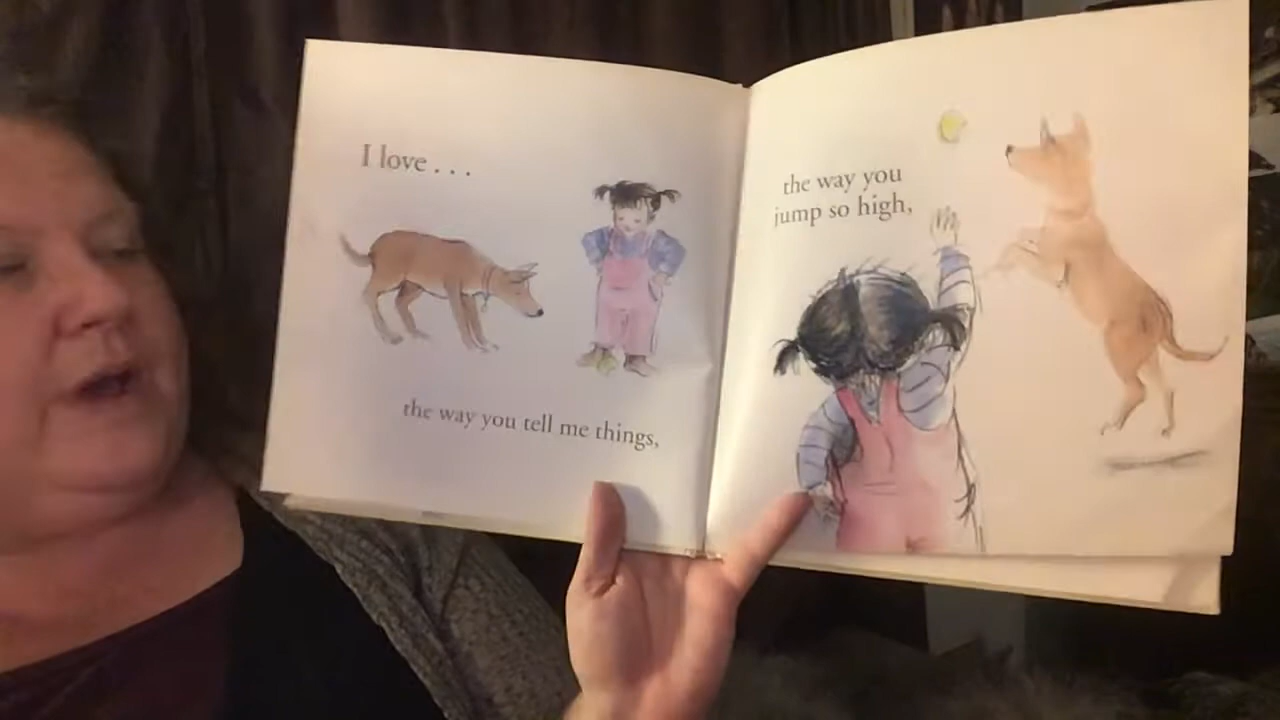 I love . . .
the way you tell me things,
the way you
jump so high,